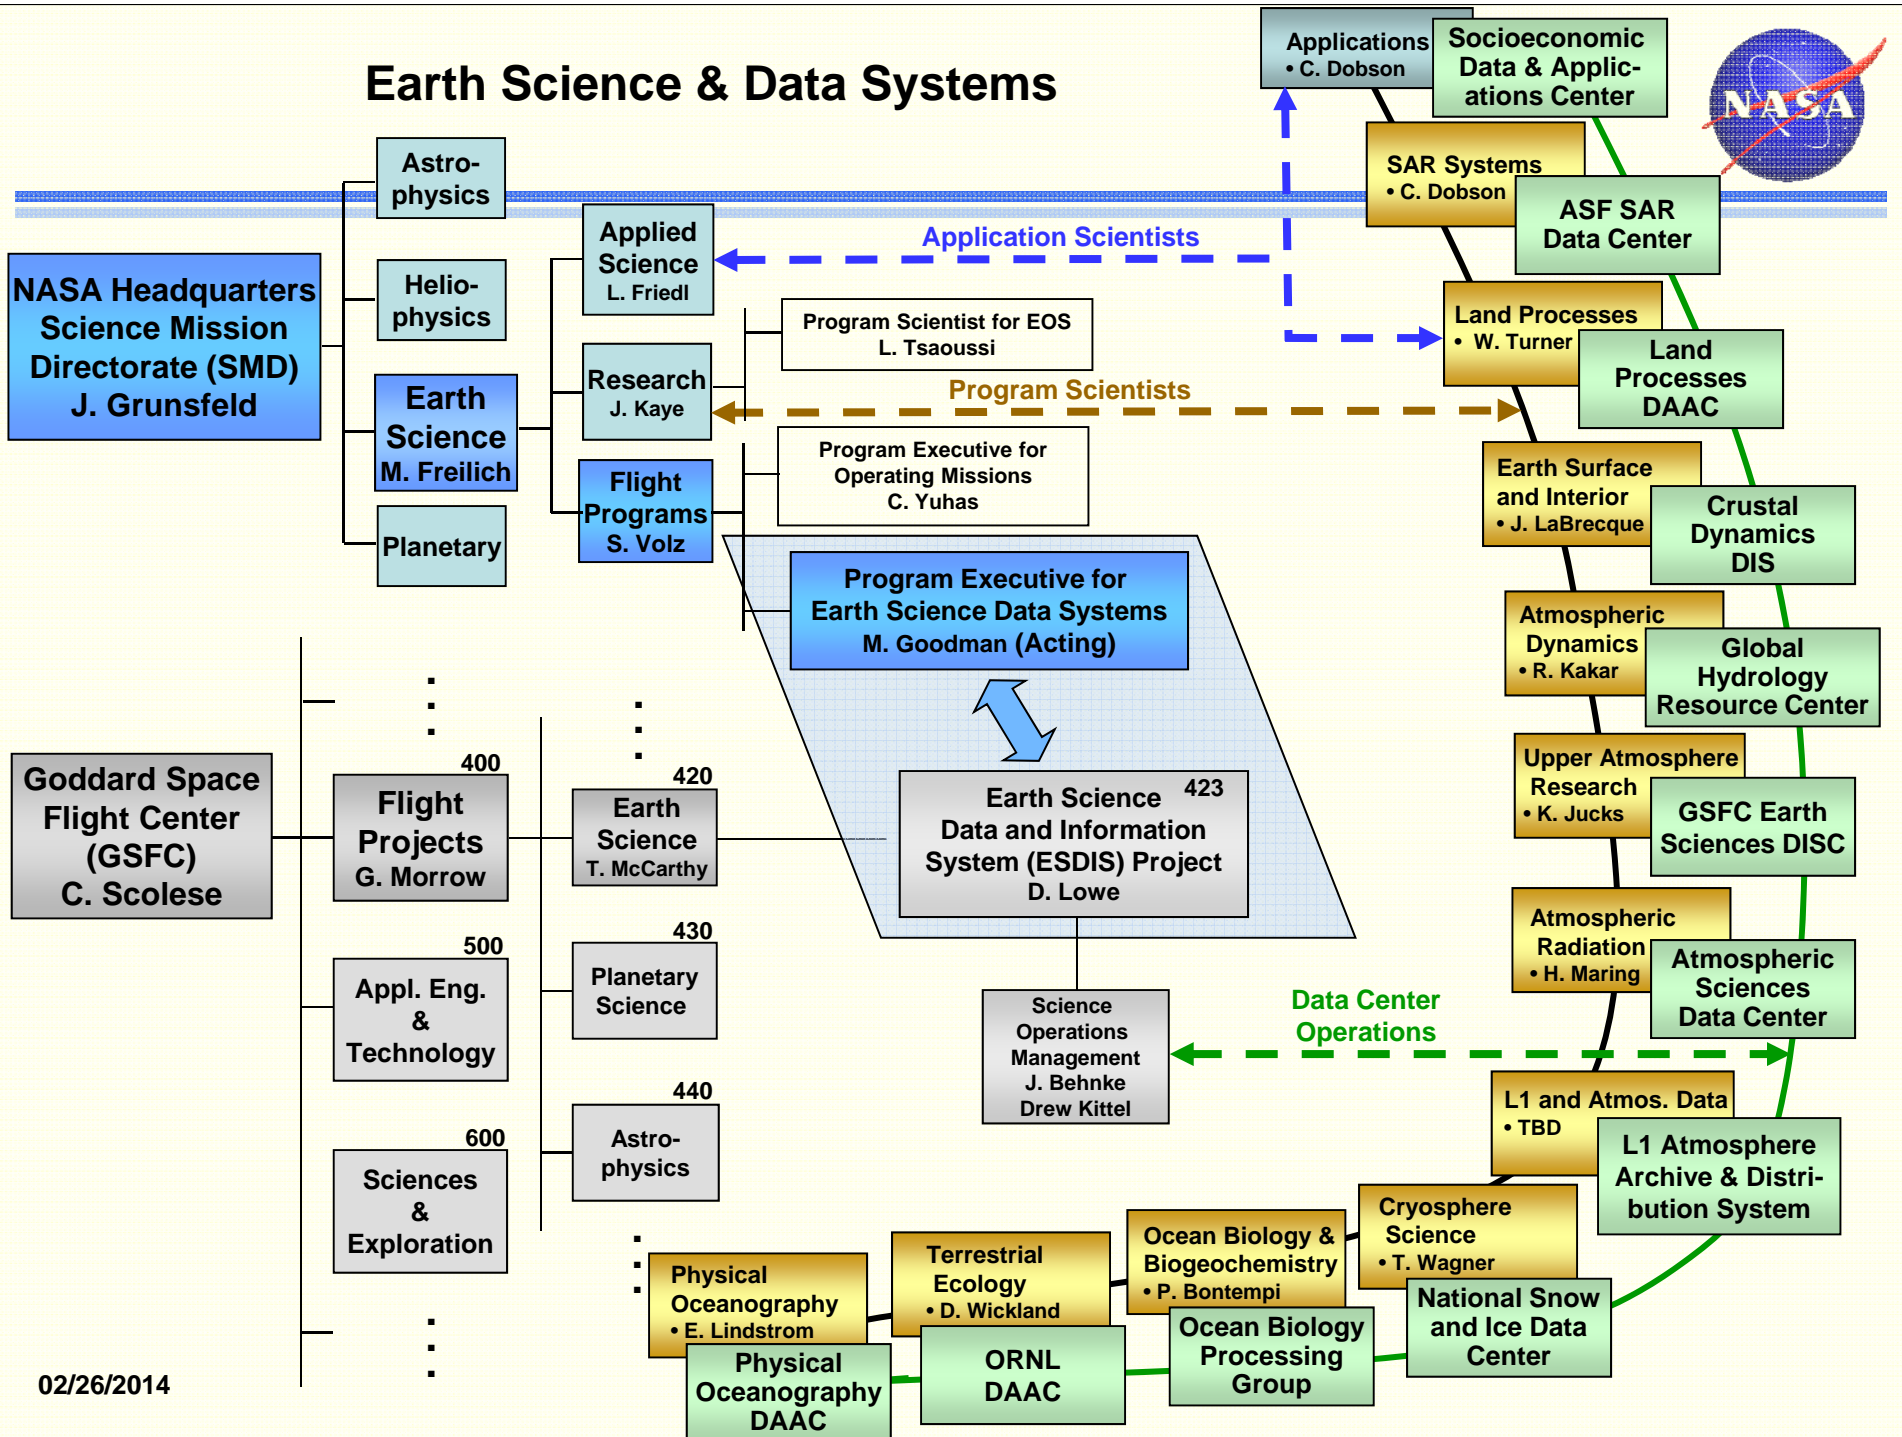 Earth Science & Data Systems
NASA
Astro-
physics
Helio-
physics
Earth
Science
M. Freilich
Planetary
NASA Headquarters
Science Mission
Directorate (SMD)
J. Grunsfeld
Applied
Science
L. Friedl
Research
J. Kaye
Flight
Programs
S. Volz
Application Scientists
Program Scientist for EOS
L. Tsaoussi
Program Scientists
Program Executive for
Operating Missions
C. Yuhas
Program Executive for
Earth Science Data Systems
M. Goodman (Acting)
Goddard Space
Flight Center
(GSFC)
C. Scolese
400
Flight
Projects
G. Morrow
500
Appl. Eng.
&
Technology
600
Sciences
&
Exploration
420
Earth
Science
T. McCarthy
430
Planetary
Science
440
Astro-
physics
Earth Science 423
Data and Information
System (ESDIS) Project
D. Lowe
Science
Operations
Management
J. Behnke
Drew Kittel
Data Center
Operations
Applications
• C. Dobson
Socioeconomic
Data & Applic-
ations Center
SAR Systems
• C. Dobson
ASF SAR
Data Center
Land Processes
• W. Turner
Land
Processes
DAAC
Earth Surface
and Interior
• J. LaBrecque
Crustal
Dynamics
DIS
Atmospheric
Dynamics
• R. Kakar
Global
Hydrology
Resource Center
Upper Atmosphere
Research
• K. Jucks
GSFC Earth
Sciences DISC
Atmospheric
Radiation
• H. Maring
Atmospheric
Sciences
Data Center
L1 and Atmos. Data
• TBD
L1 Atmosphere
Archive & Distri-
bution System
Cryosphere
Science
• T. Wagner
National Snow
and Ice Data
Center
Ocean Biology &
Biogeochemistry
• P. Bontempi
Ocean Biology
Processing
Group
Terrestrial
Ecology
• D. Wickland
ORNL
DAAC
Physical
Oceanography
• E. Lindstrom
Physical
Oceanography
DAAC
02/26/2014